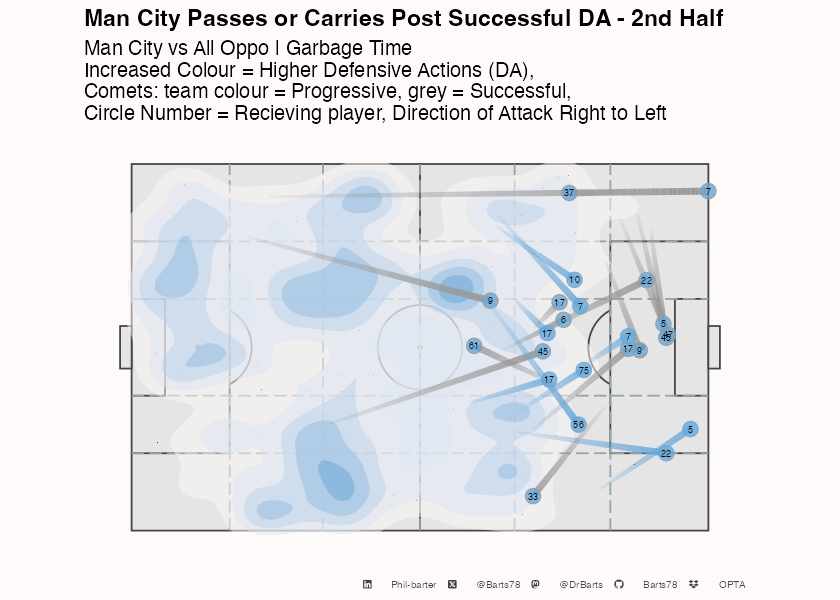 Man City Passes or Carries Post Successful DA - 2nd Half
Man City vs All Oppo | Garbage Time
Increased Colour = Higher Defensive Actions (DA),
Comets: team colour = Progressive, grey = Successful,
Circle Number = Recieving player, Direction of Attack Right to Left
37 7
10
22
9
17 7
6 5
17
7
61 45 17 9
75
17
56 5
22
33
Phil-barter @Barts78 @DrBarts Barts78 OPTA